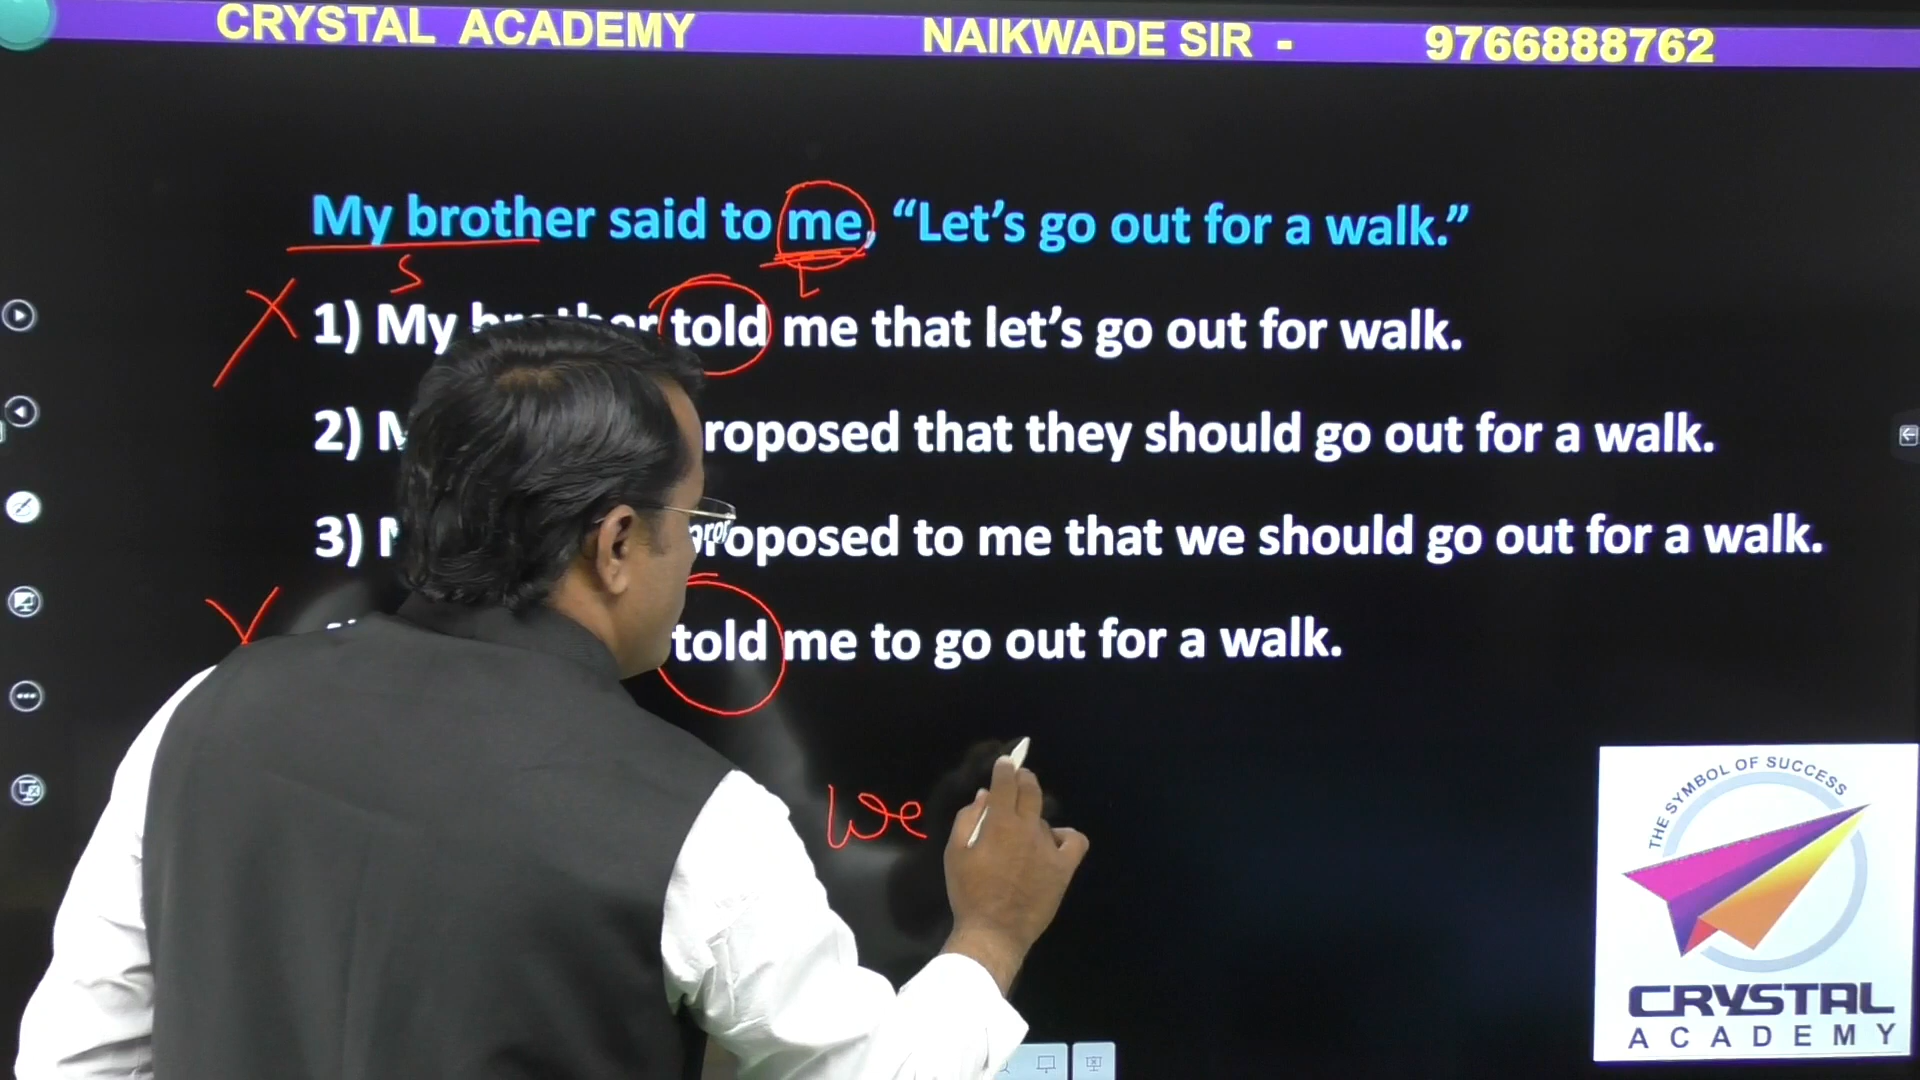 CRYSTAL ACADEMY NAIKWADE SIR - 9766888762
My brother said to me, “Let’s go out for a walk.”
S L
1) My brother told me that let’s go out for walk.
2) roposed that they should go out for a walk.
3) proposed to me that we should go out for a walk.
told me to go out for a walk.
We
THE SYMBOL OF SUCCESS
CRYSTAL
ACADEMY